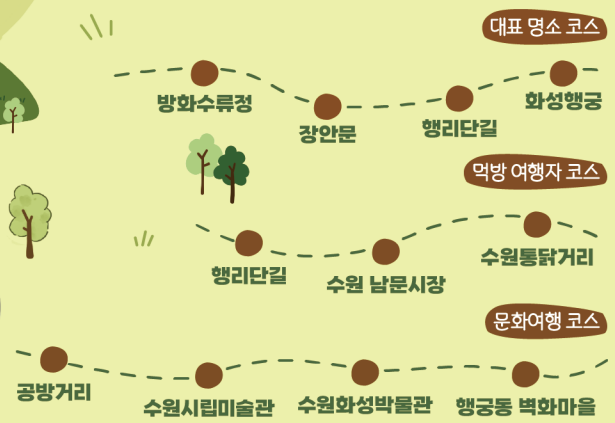 대표 명소 코스
방화수류정
장안문
행리단길
화성행궁
먹방 여행자 코스
행리단길
수원 남문시장
수원통닭거리
문화여행 코스
공방거리
수원시립미술관
수원화성박물관
행궁동 벽화마을